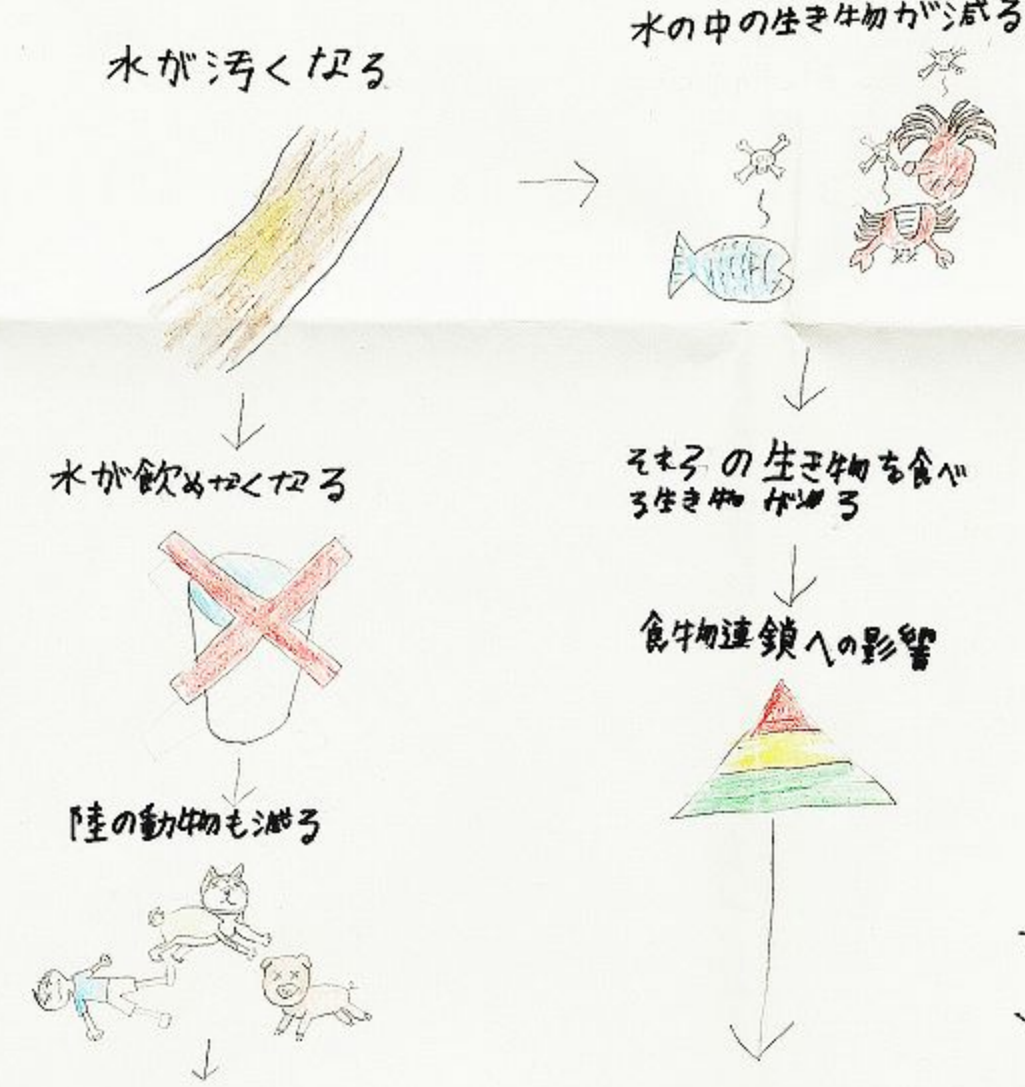 水が汚くなる
水の中の生き物が減る
水が飲めなくなる
それらの生き物を食べ
る生き物が減る
食物連鎖への影響
陸の動物も減る